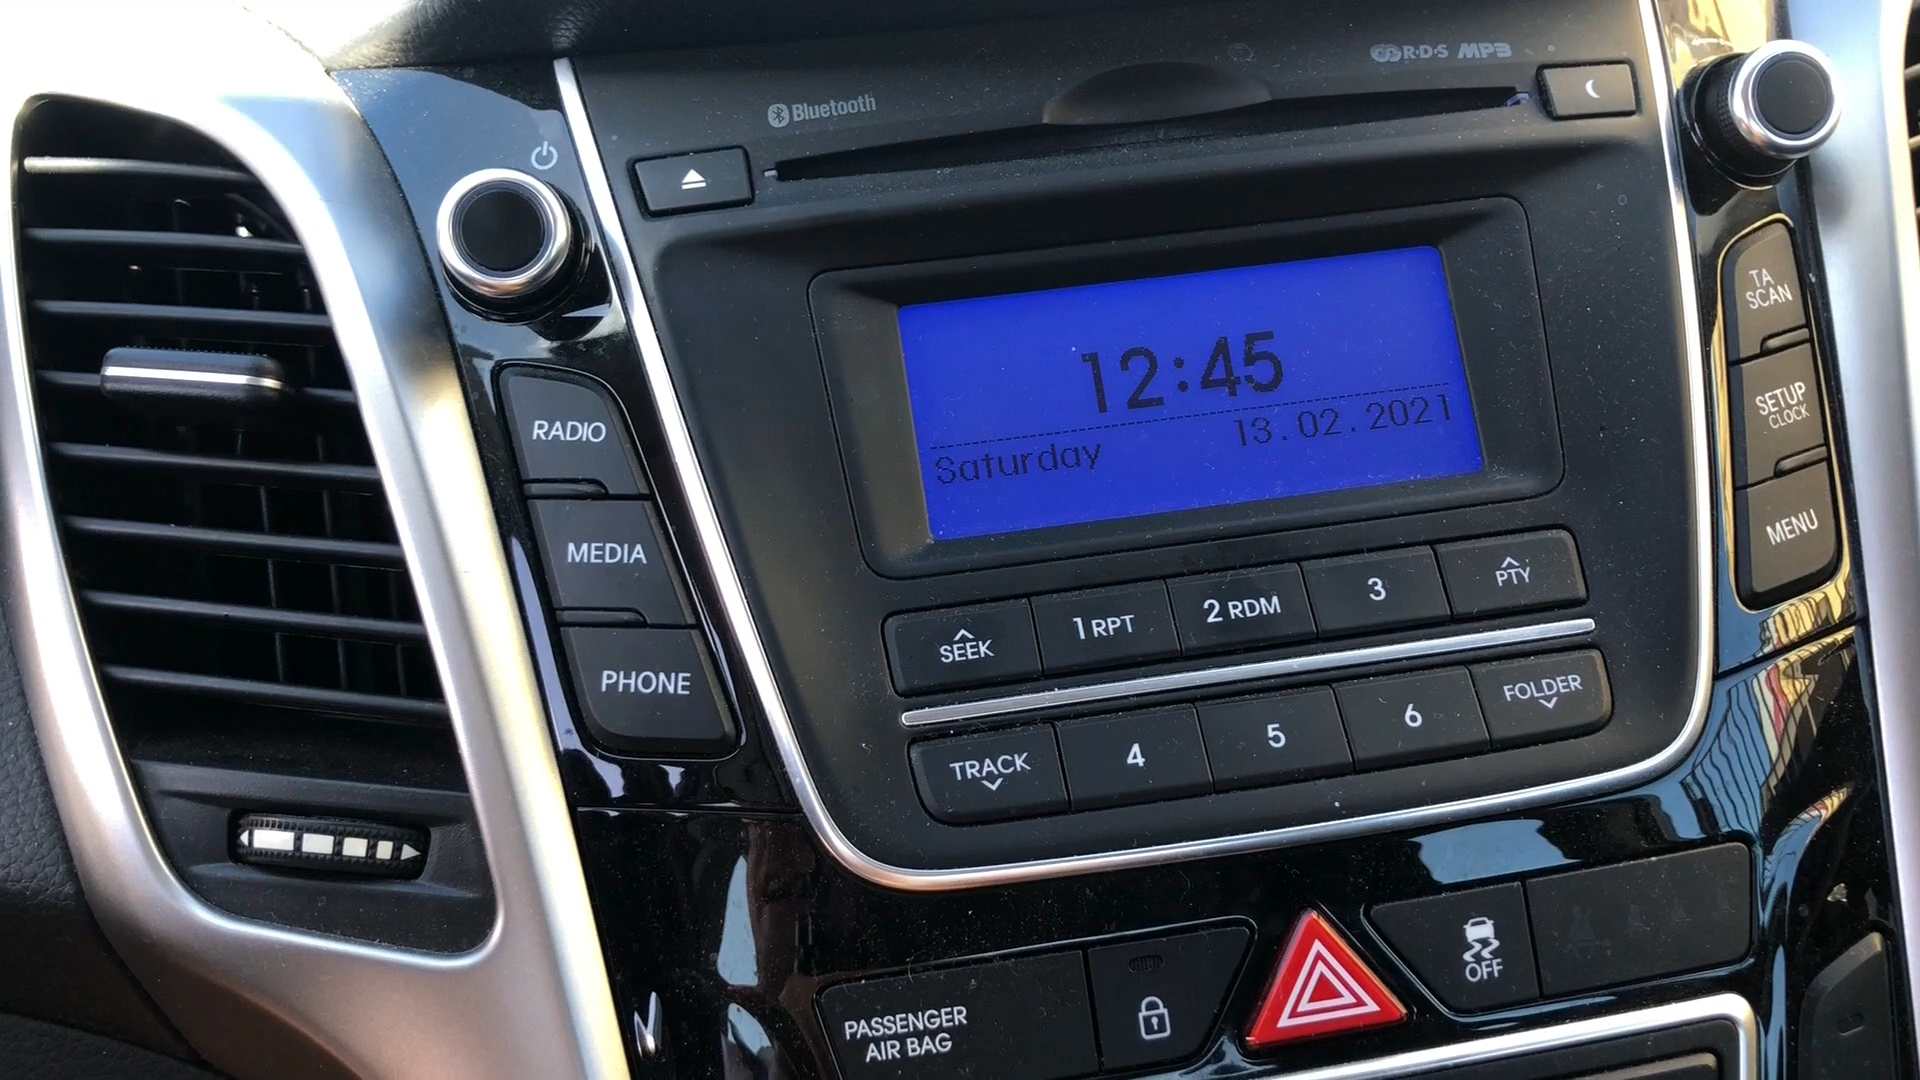 R·D·S MP3
Bluetooth
TA
SCAN
12:45
Saturday 13.02.2021
RADIO
SETUP
CLOCK
MEDIA
MENU
PHONE
SEEK
1 RPT
2 RDM
3
PTY
TRACK
4
5
6
FOLDER
PASSENGER
AIR BAG
OFF